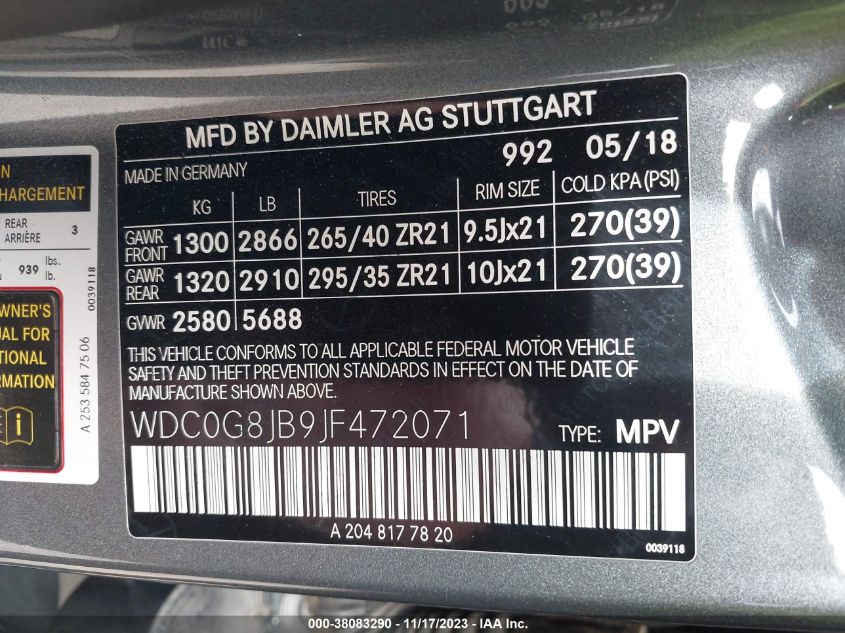 MFD BY DAIMLER AG STUTTGART
992 05/18
MADE IN GERMANY
KG LB TIRES RIM SIZE COLD KPA(PSI)
GAWR FRONT 1300 2866 265/40 ZR21 9.5Jx21 270(39)
GAWR REAR 1320 2910 295/35 ZR21 10Jx21 270(39)
GVWR 2580 5688
THIS VEHICLE CONFORMS TO ALL APPLICABLE FEDERAL MOTOR VEHICLE
SAFETY AND THEFT PREVENTION STANDARDS IN EFFECT ON THE DATE OF
MANUFACTURE SHOWN ABOVE.
WDC0G8JB9JF472071 TYPE: MPV
A 204 817 78 20
0039118
HARGEMENT
REAR
ARRIÈRE 3
939 lbs.
lb.
0039118
A 253 584 75 06
WNER'S
UAL FOR
TIONAL
RMATION
000-38083290 - 11/17/2023 - IAA Inc.